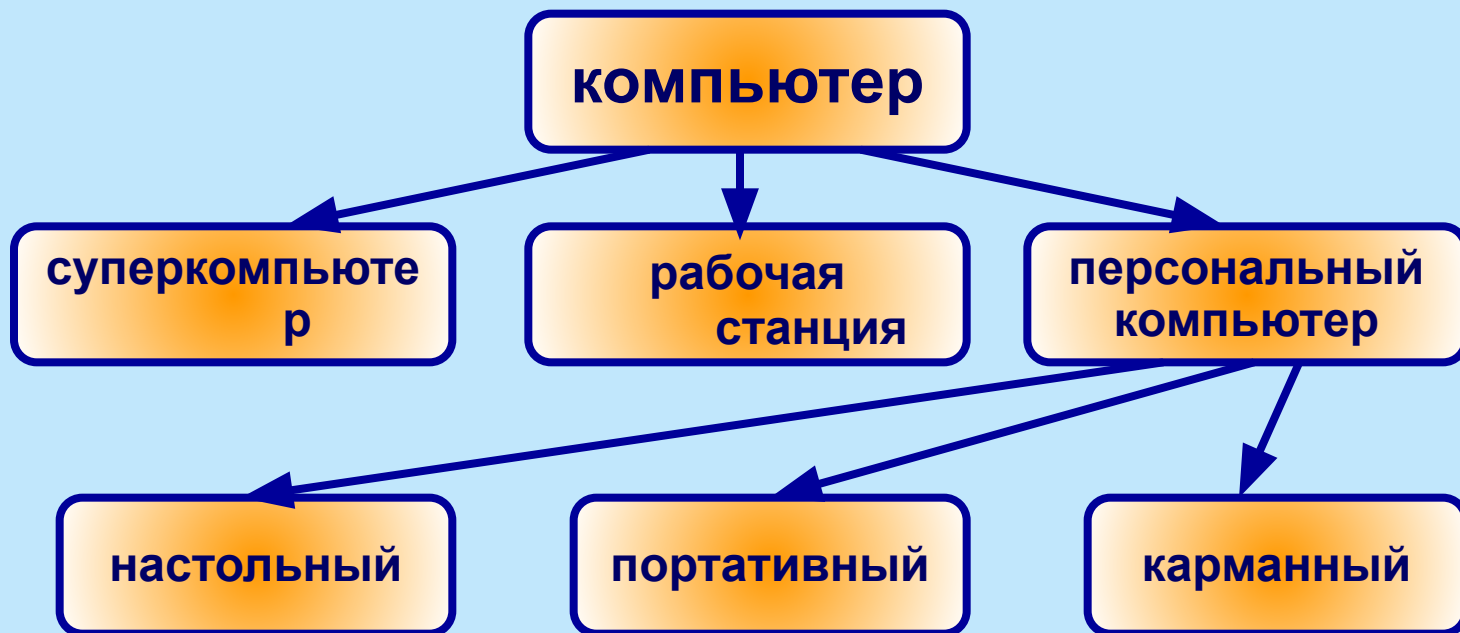 компьютер
суперкомпьюте
р
рабочая
станция
персональный
компьютер
настольный
портативный
карманный